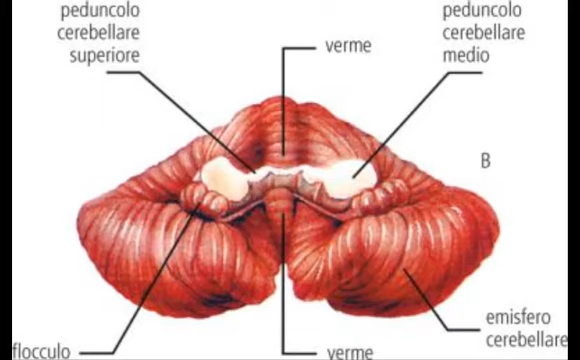 peduncolo
cerebellare
superiore
verme
peduncolo
cerebellare
medio
B
flocculo
verme
emisfero
cerebellare